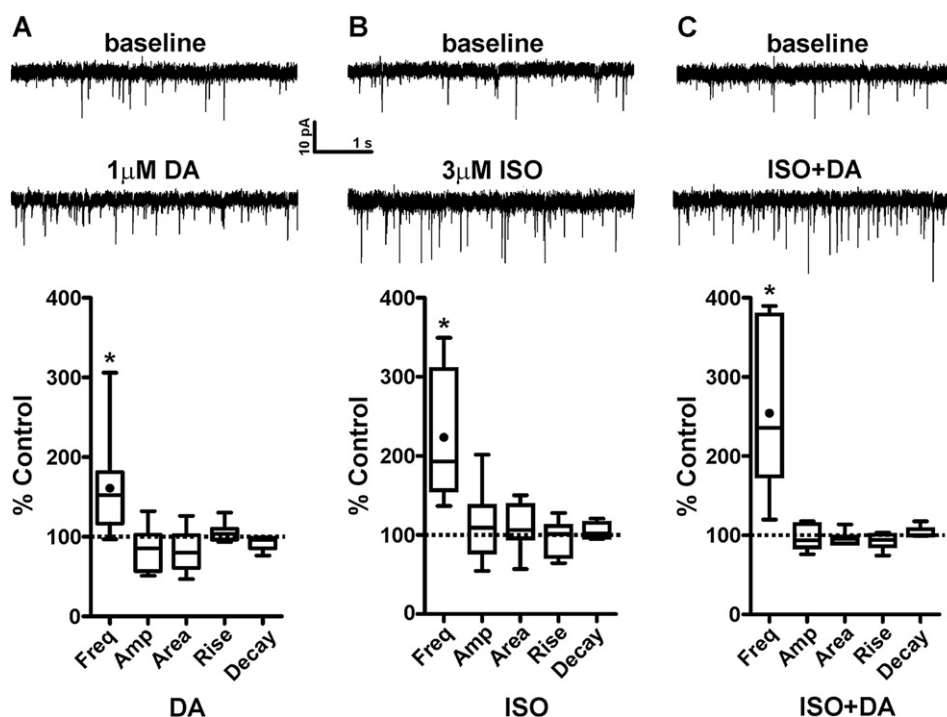 A B C
baseline baseline baseline
10 pA 1 s
1μM DA 3μM ISO ISO+DA
400 400 400
* * *
300 300 300
% Control % Control % Control
200 200 200
100 100 100
0 0 0
Freq Amp Area Rise Decay Freq Amp Area Rise Decay Freq Amp Area Rise Decay
DA ISO ISO+DA